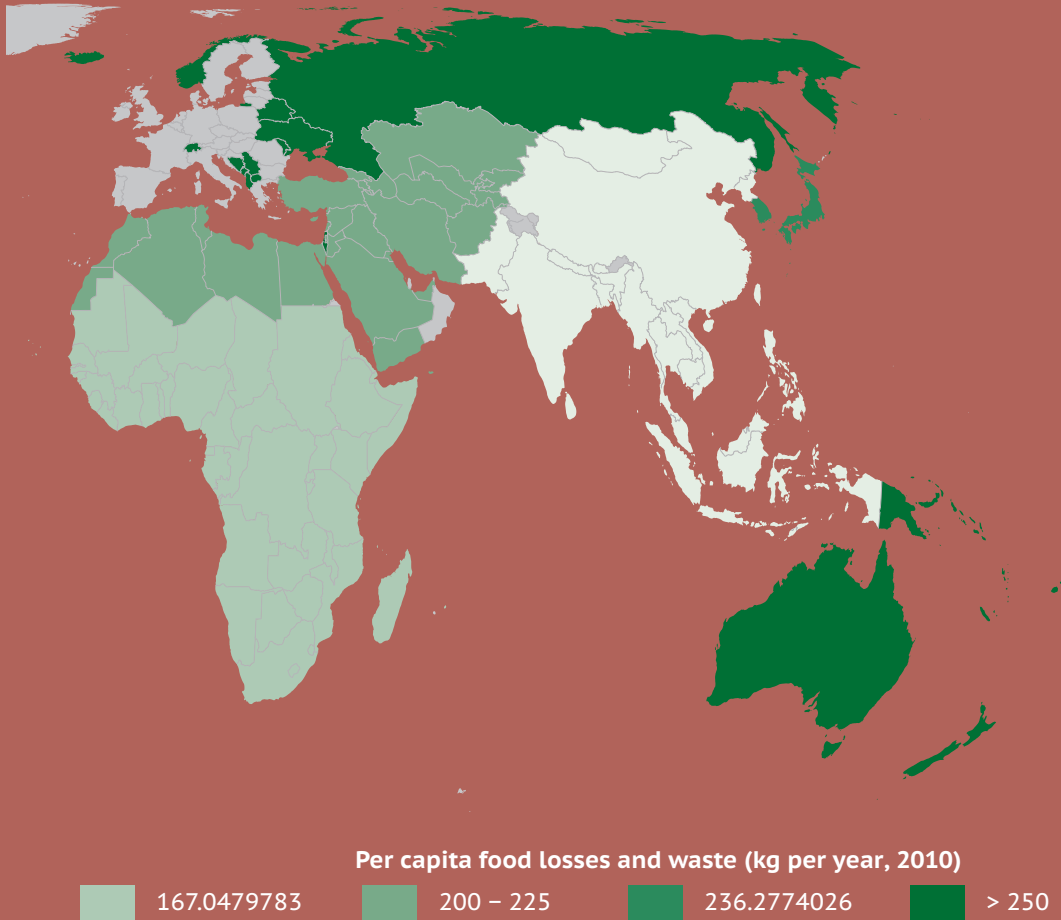 Per capita food losses and waste (kg per year, 2010)
167.0479783 200 – 225 236.2774026 > 250